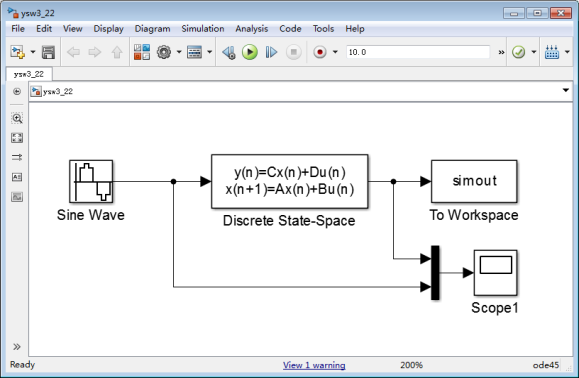 ysw3_22
File Edit View Display Diagram Simulation Analysis Code Tools Help
10.0 »
ysw3_22
ysw3_22
y(n)=Cx(n)+Du(n)
x(n+1)=Ax(n)+Bu(n)
simout
Sine Wave
Discrete State-Space
To Workspace
Scope1
»
Ready View 1 warning 200% ode45